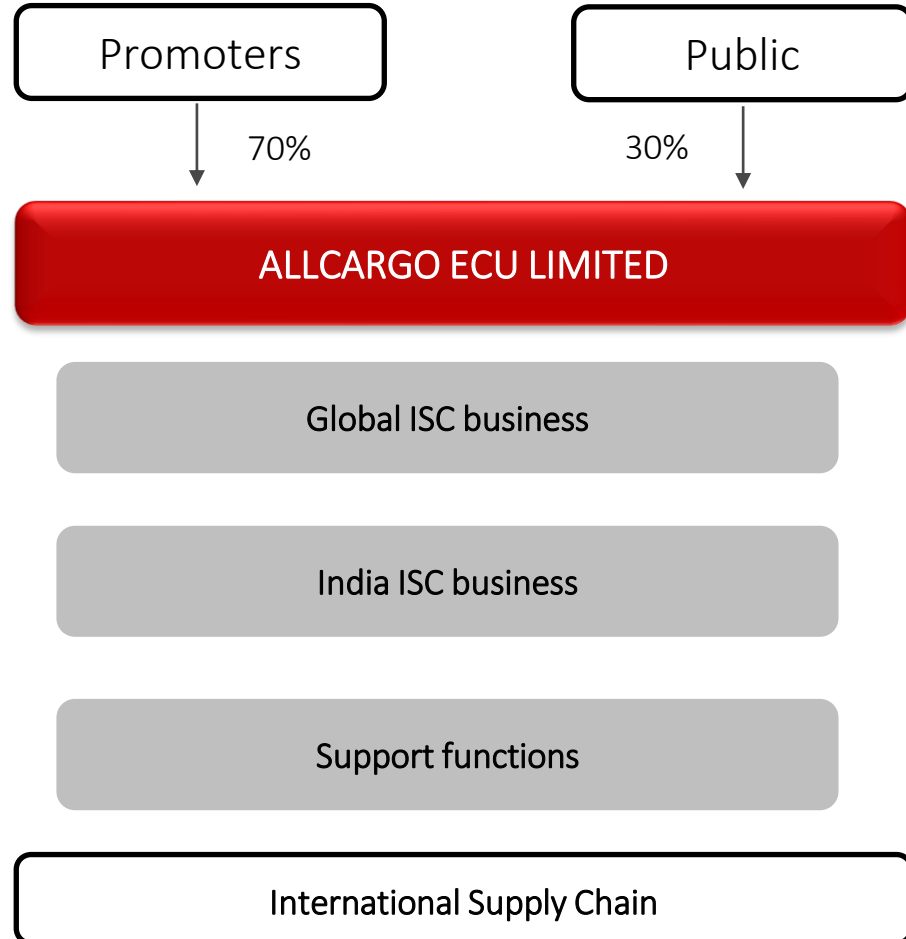 Promoters
Public
70%
30%
ALLCARGO ECU LIMITED
Global ISC business
India ISC business
Support functions
International Supply Chain